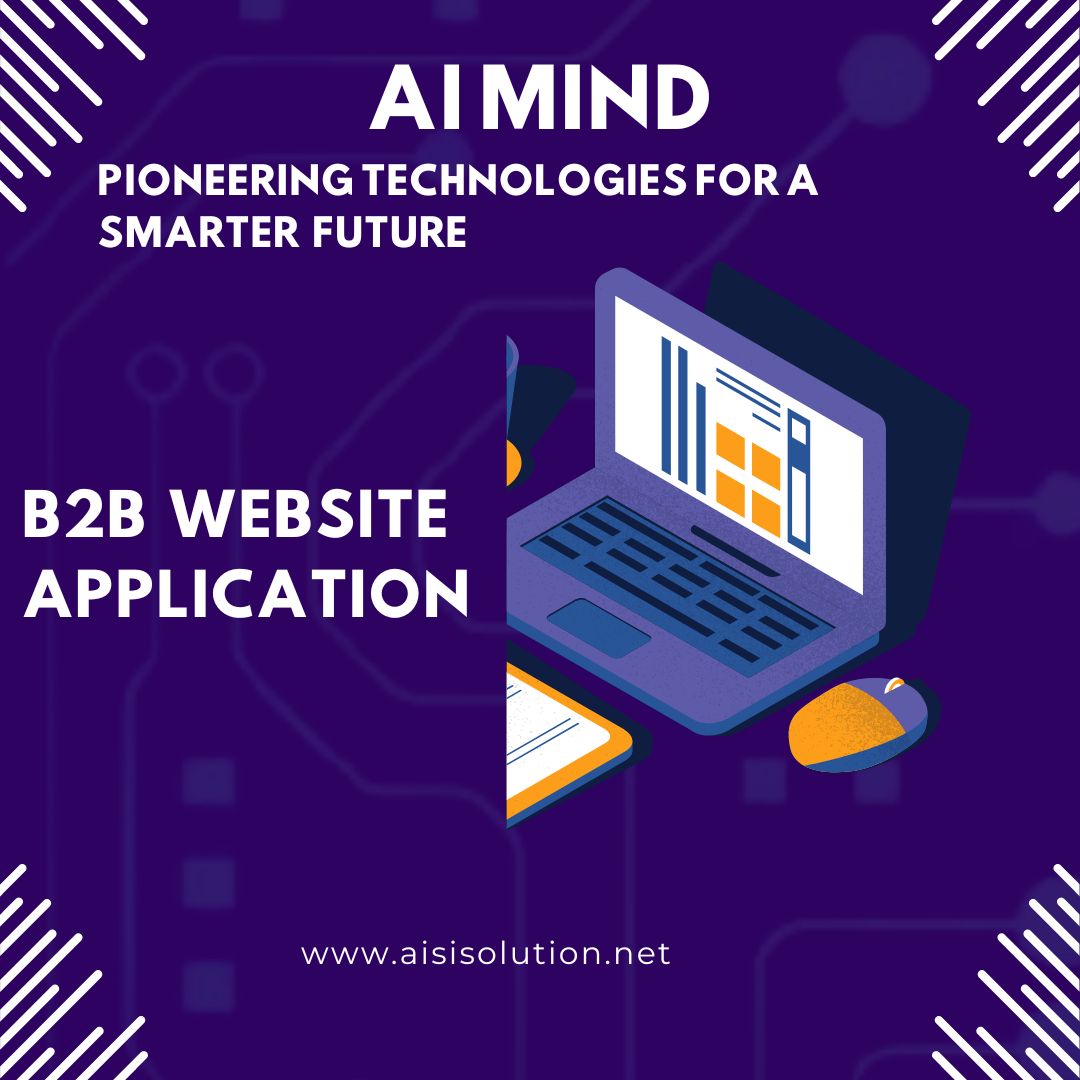 AI MIND
PIONEERING TECHNOLOGIES FOR A
SMARTER FUTURE
B2B WEBSITE
APPLICATION
www.aisisolution.net